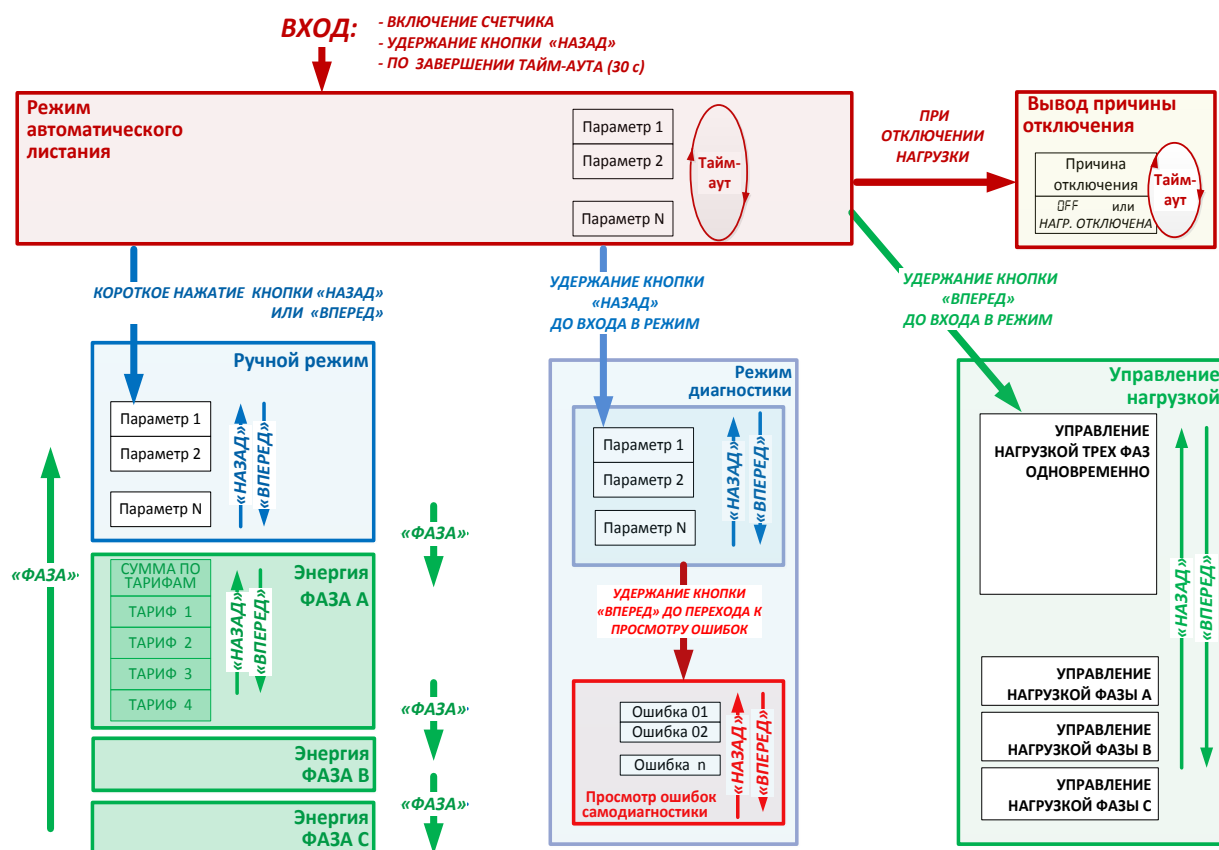 ВХОД:
- ВКЛЮЧЕНИЕ СЧЕТЧИКА
- УДЕРЖАНИЕ КНОПКИ «НАЗАД»
- ПО ЗАВЕРШЕНИИ ТАЙМ-АУТА (30 с)
Режим
автоматического
листания
Параметр 1
Параметр 2
Параметр N
Тайм-
аут
ПРИ
ОТКЛЮЧЕНИИ
НАГРУЗКИ
Вывод причины
отключения
Причина
отключения
OFF или
НАГР. ОТКЛЮЧЕНА
Тайм-
аут
КОРОТКОЕ НАЖАТИЕ КНОПКИ «НАЗАД»
ИЛИ «ВПЕРЕД»
УДЕРЖАНИЕ КНОПКИ
«НАЗАД»
ДО ВХОДА В РЕЖИМ
УДЕРЖАНИЕ КНОПКИ
«ВПЕРЕД»
ДО ВХОДА В РЕЖИМ
Ручной режим
Параметр 1
Параметр 2
Параметр N
«НАЗАД»
«ВПЕРЕД»
«ФАЗА»
«ФАЗА»
Энергия
ФАЗА А
СУММА ПО
ТАРИФАМ
ТАРИФ 1
ТАРИФ 2
ТАРИФ 3
ТАРИФ 4
«НАЗАД»
«ВПЕРЕД»
«ФАЗА»
Энергия
ФАЗА В
«ФАЗА»
Энергия
ФАЗА С
Режим
диагностики
Параметр 1
Параметр 2
Параметр N
«НАЗАД»
«ВПЕРЕД»
УДЕРЖАНИЕ КНОПКИ
«ВПЕРЕД» ДО ПЕРЕХОДА К
ПРОСМОТРУ ОШИБОК
Ошибка 01
Ошибка 02
Ошибка n
«НАЗАД»
«ВПЕРЕД»
Просмотр ошибок
самодиагностики
Управление
нагрузкой
УПРАВЛЕНИЕ
НАГРУЗКОЙ ТРЕХ ФАЗ
ОДНОВРЕМЕННО
«НАЗАД»
«ВПЕРЕД»
УПРАВЛЕНИЕ
НАГРУЗКОЙ ФАЗЫ А
УПРАВЛЕНИЕ
НАГРУЗКОЙ ФАЗЫ В
УПРАВЛЕНИЕ
НАГРУЗКОЙ ФАЗЫ С